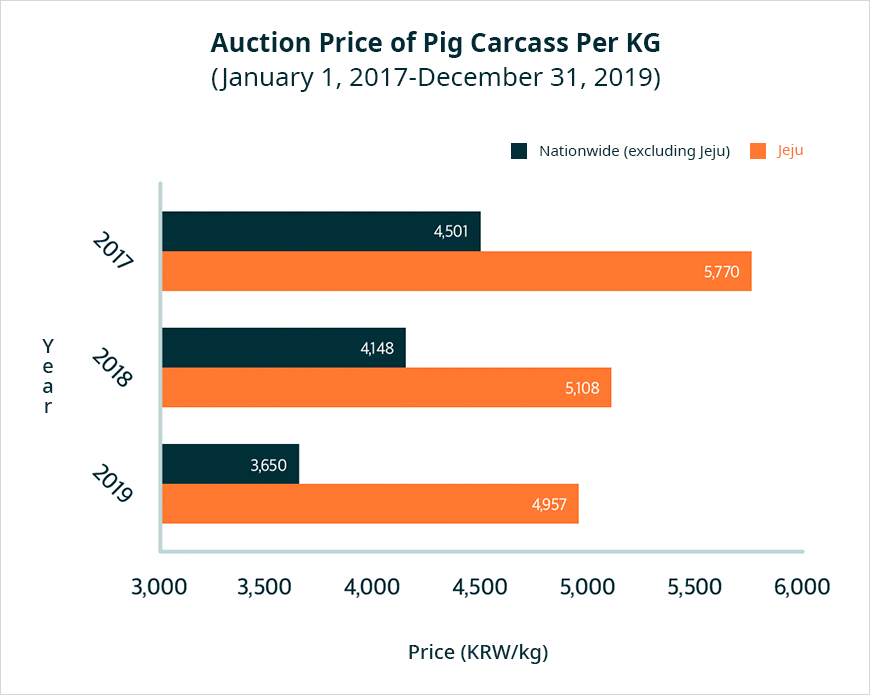 Auction Price of Pig Carcass Per KG
(January 1, 2017-December 31, 2019)
Nationwide (excluding Jeju) Jeju
2017
4,501
5,770
Year
2018
4,148
5,108
2019
3,650
4,957
3,000 3,500 4,000 4,500 5,000 5,500 6,000
Price (KRW/kg)